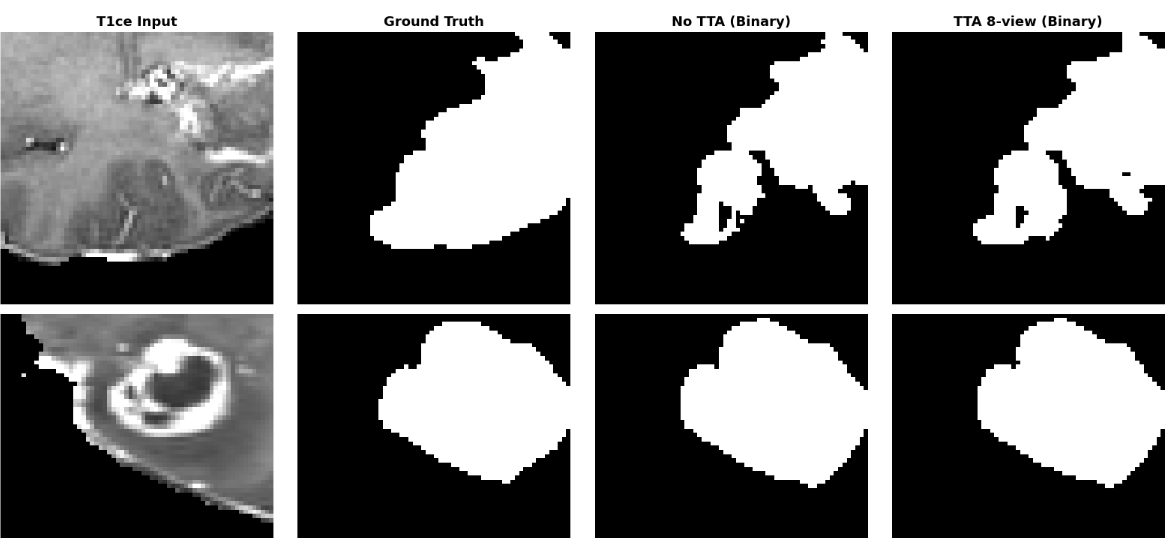 T1ce Input Ground Truth No TTA (Binary) TTA 8-view (Binary)